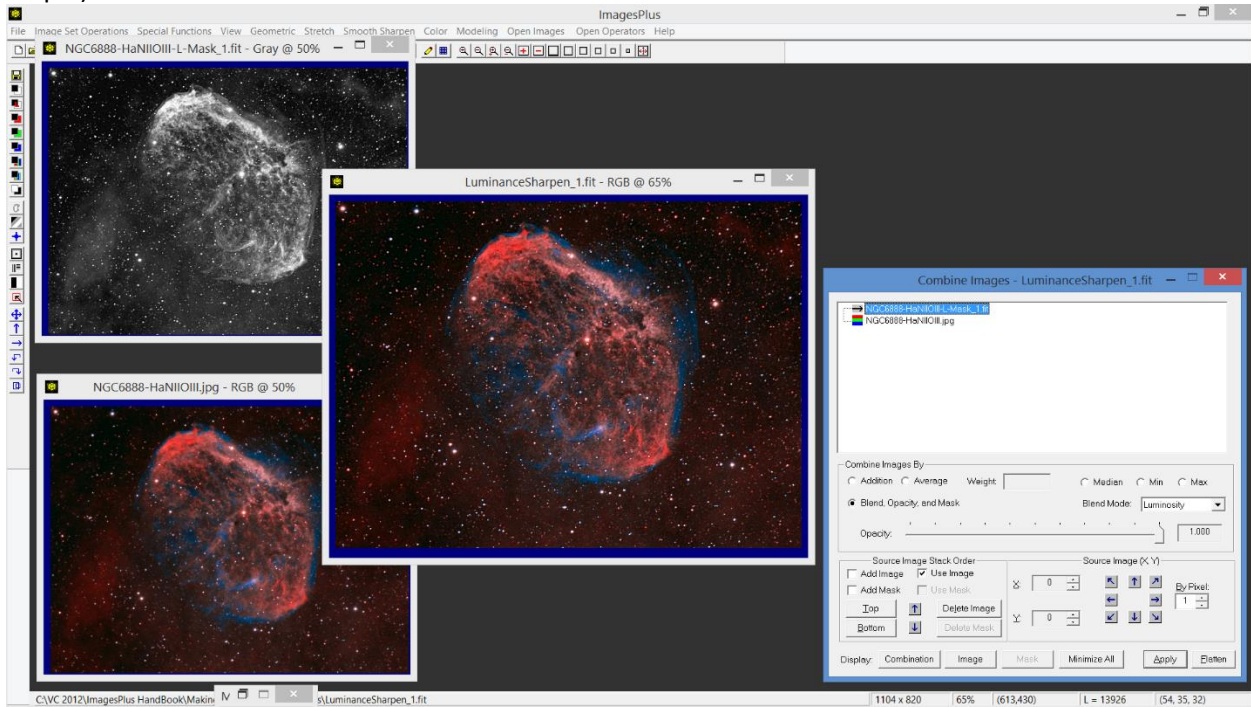 ImagesPlus
File Image Set Operations Special Functions View Geometric Stretch Smooth Sharpen Color Modeling Open Images Open Operators Help
NGC6888-HaNIIOIII-L-Mask_1.fit - Gray @ 50%
LuminanceSharpen_1.fit - RGB @ 65%
Combine Images - LuminanceSharpen_1.fit
NGC6888-HaNIIOIII-L-Mask_1.fit
NGC6888-HaNIIOIII.jpg
NGC6888-HaNIIOIII.jpg - RGB @ 50%
Combine Images By
Addition Average Weight Median Min Max
Blend, Opacity, and Mask Blend Mode: Luminosity
Opacity: 1.000
Source Image Stack Order Source Image (X,Y)
Add Image Use Image X: 0 By Pixel:
Add Mask Use Mask 1
Top Delete Image Y: 0
Bottom Delete Mask
Display: Combination Image Mask Minimize All Apply Flatten
C:\VC 2012\ImagesPlus HandBook\Makin s\LuminanceSharpen_1.fit 1104 x 820 65% (613,430) L = 13926 (54, 35, 32)